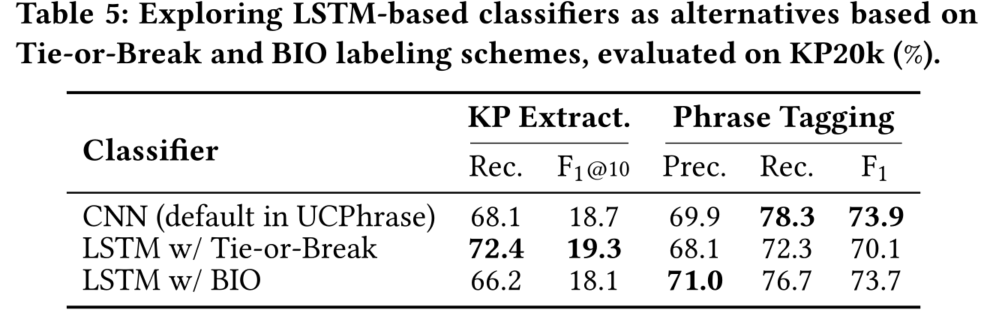 Table 5: Exploring LSTM-based classifiers as alternatives based on
Tie-or-Break and BIO labeling schemes, evaluated on KP20k (%).
Classifier KP Extract. Phrase Tagging
Rec. F1@10 Prec. Rec. F1
CNN (default in UCPhrase) 68.1 18.7 69.9 78.3 73.9
LSTM w/ Tie-or-Break 72.4 19.3 68.1 72.3 70.1
LSTM w/ BIO 66.2 18.1 71.0 76.7 73.7